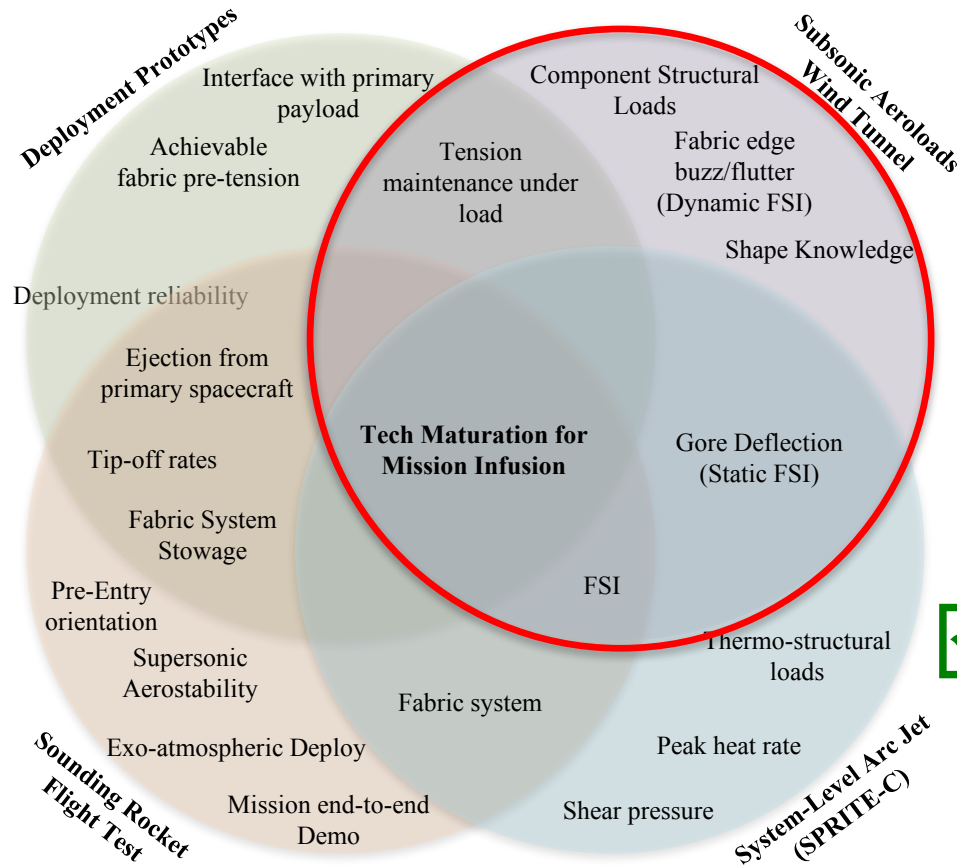 Deployment Prototypes
Interface with primary
payload
Achievable
fabric pre-tension
Tension
maintenance under
load
Component Structural
Loads
Fabric edge
buzz/flutter
(Dynamic FSI)
Shape Knowledge
Subsonic Aeroloads
Wind Tunnel
Deployment reliability
Ejection from
primary spacecraft
Tech Maturation for
Mission Infusion
Gore Deflection
(Static FSI)
Tip-off rates
Fabric System
Stowage
Pre-Entry
orientation
FSI
Supersonic
Aerostability
Thermo-structural
loads
Fabric system
Exo-atmospheric Deploy
Peak heat rate
Mission end-to-end
Demo
Shear pressure
Sounding Rocket
Flight Test
System-Level Arc Jet
(SPRITE-C)